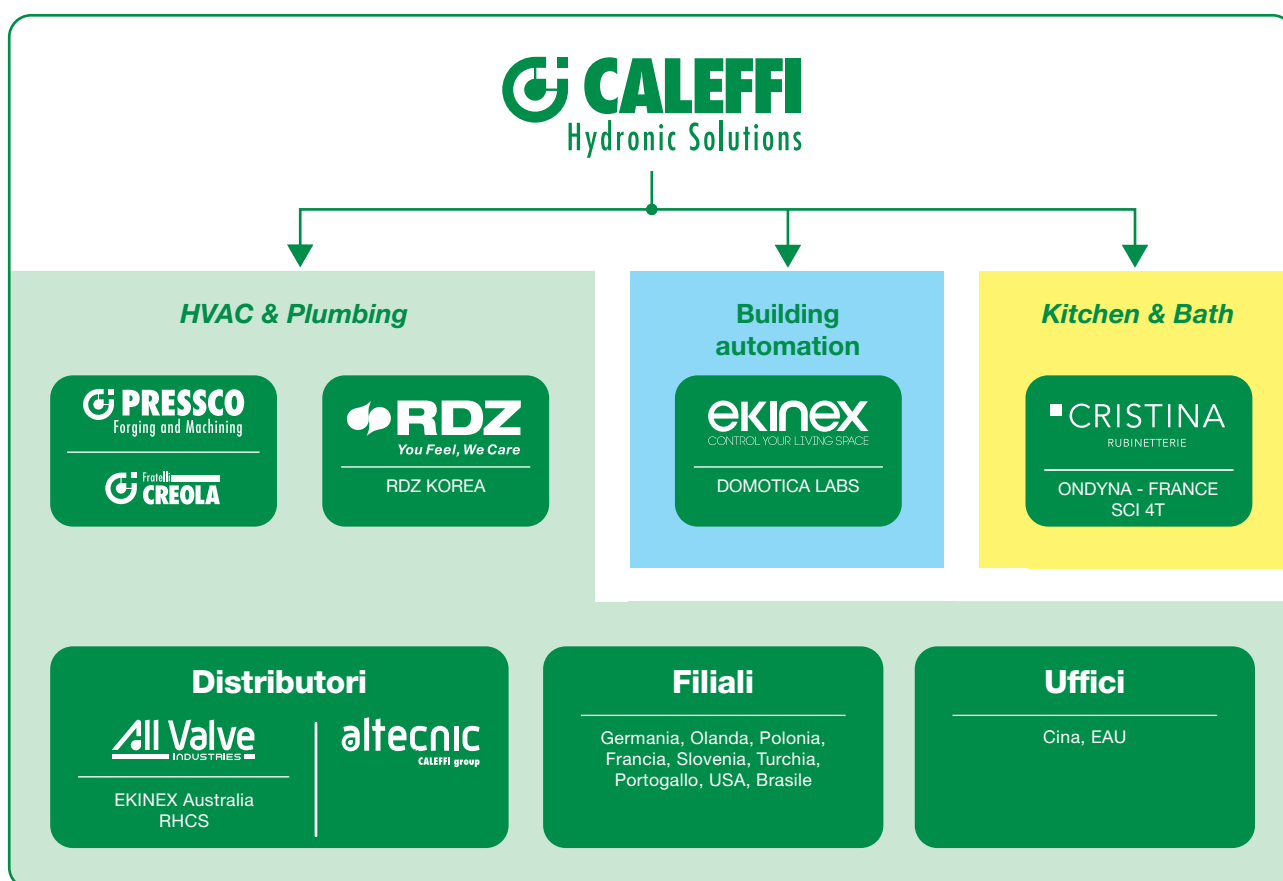 CALEFFI
Hydronic Solutions
HVAC & Plumbing
PRESSCO
Forging and Machining
Fratelli
CREOLA
RDZ
You Feel, We Care
RDZ KOREA
Building
automation
ekinex
CONTROL YOUR LIVING SPACE
DOMOTICA LABS
Kitchen & Bath
CRISTINA
RUBINETTERIE
ONDYNA - FRANCE
SCI 4T
Distributori
All Valve
INDUSTRIES
EKINEX Australia
RHCS
altecnic
CALEFFI group
Filiali
Germania, Olanda, Polonia,
Francia, Slovenia, Turchia,
Portogallo, USA, Brasile
Uffici
Cina, EAU